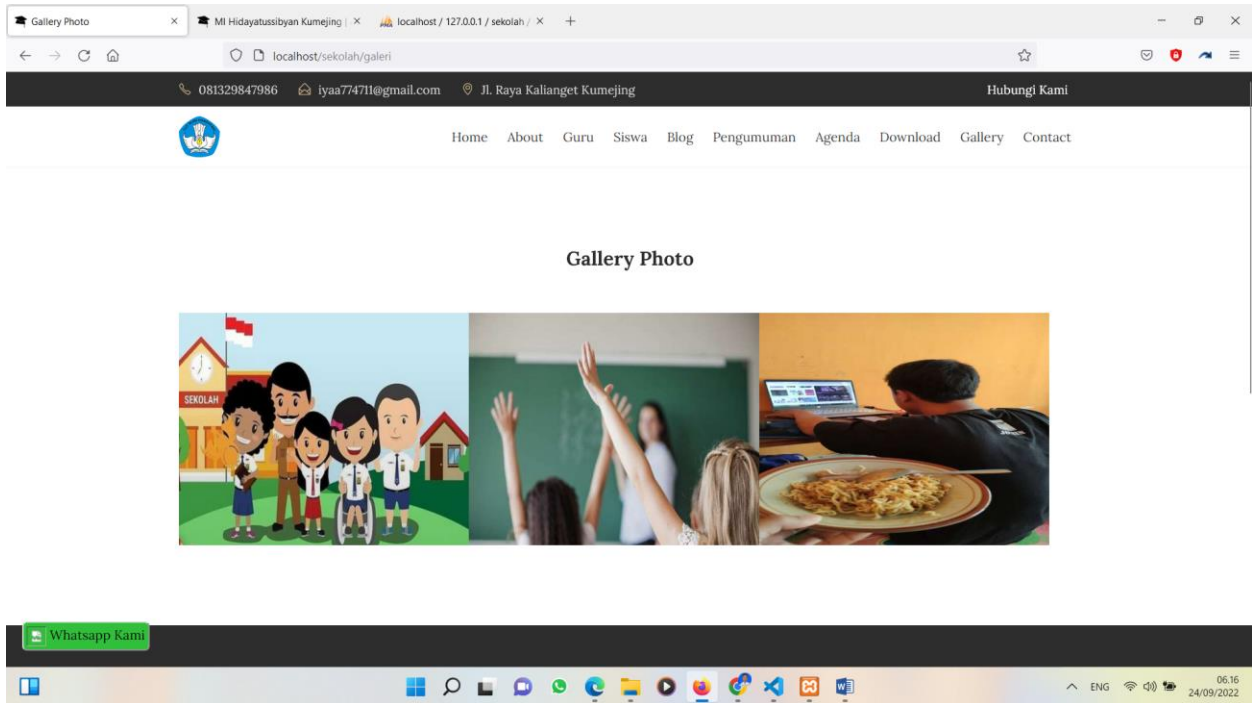 Gallery Photo
MI Hidayatussibyan Kumejing |
localhost / 127.0.0.1 / sekolah /
localhost/sekolah/galeri
081329847986 iyaa774711@gmail.com Jl. Raya Kalianget Kumejing Hubungi Kami
Home About Guru Siswa Blog Pengumuman Agenda Download Gallery Contact
Gallery Photo
SEKOLAH
Whatsapp Kami
ENG
06.16
24/09/2022